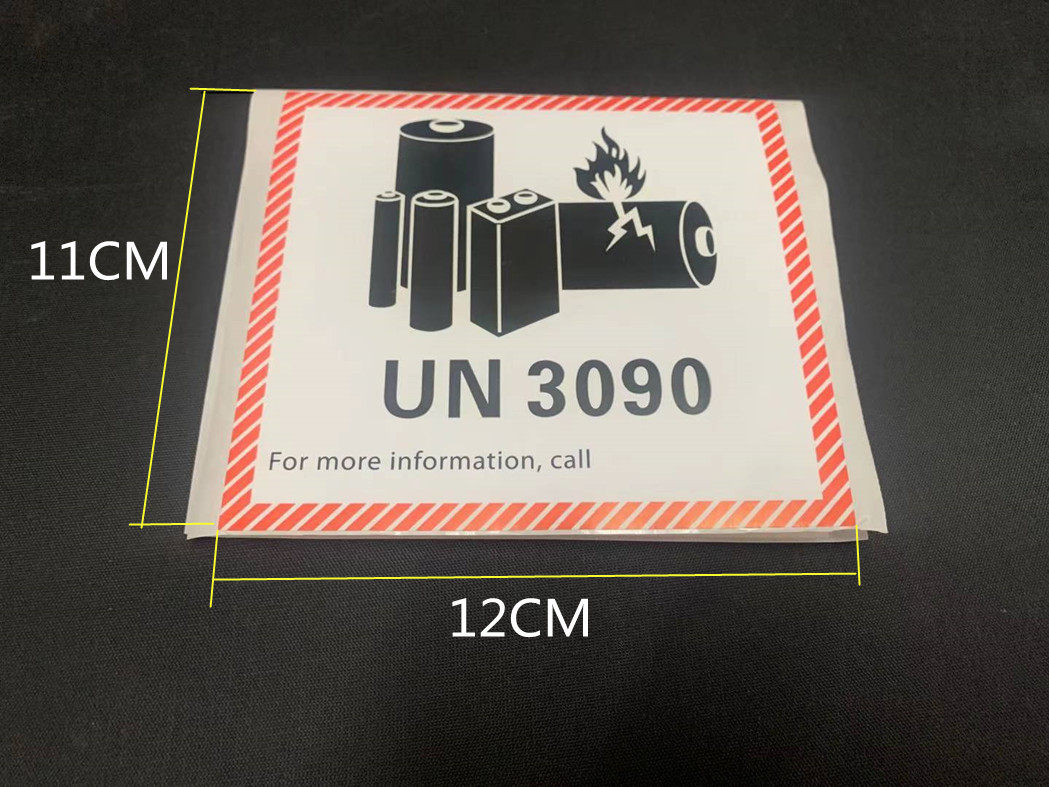 11CM
UN 3090
For more information, call
12CM